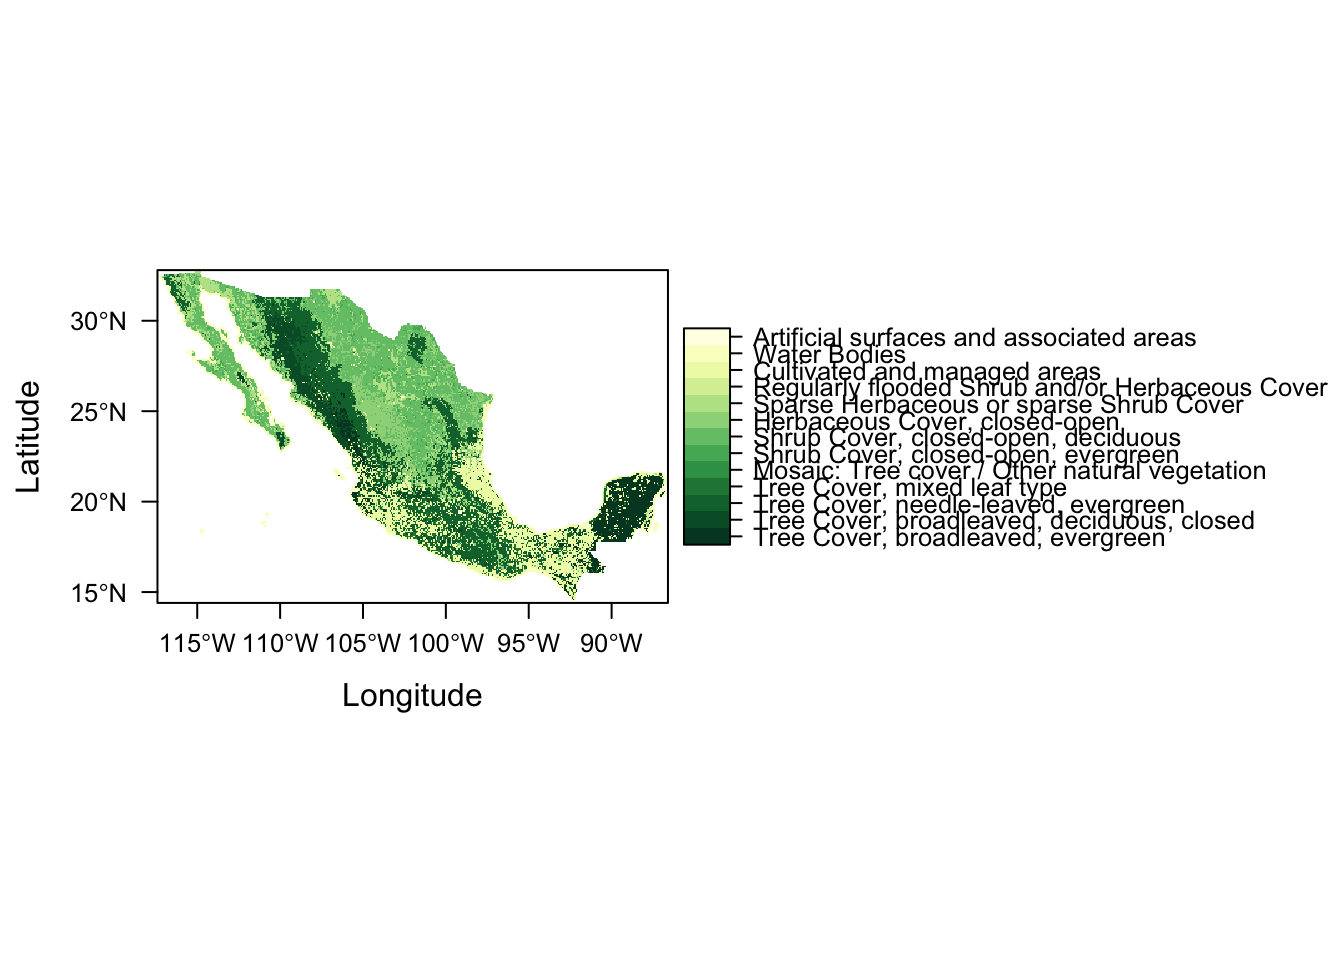 Latitude
30°N
25°N
20°N
15°N
115°W 110°W 105°W 100°W 95°W 90°W
Longitude
Artificial surfaces and associated areas
Water Bodies
Cultivated and managed areas
Regularly flooded Shrub and/or Herbaceous Cover
Sparse Herbaceous or sparse Shrub Cover
Herbaceous Cover, closed-open
Shrub Cover, closed-open, deciduous
Shrub Cover, closed-open, evergreen
Mosaic: Tree cover / Other natural vegetation
Tree Cover, mixed leaf type
Tree Cover, needle-leaved, evergreen
Tree Cover, broadleaved, deciduous, closed
Tree Cover, broadleaved, evergreen